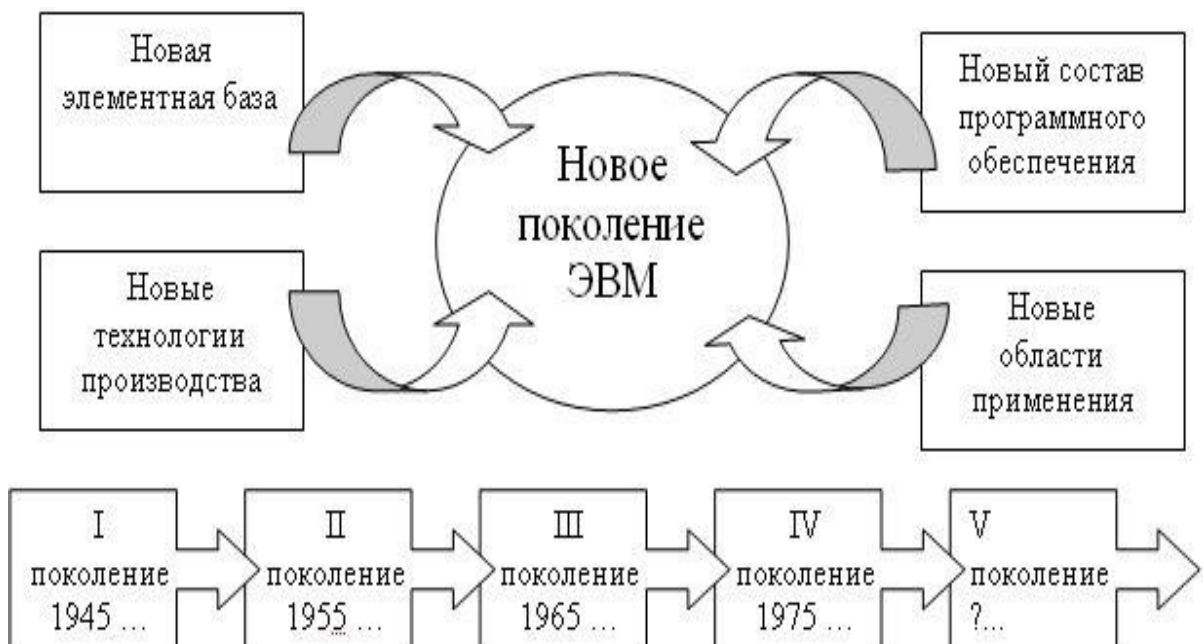 Новая
элементная база
Новый состав
программного
обеспечения
Новое
поколение
ЭВМ
Новые
технологии
производства
Новые
области
применения
I
поколение
1945 ...
II
поколение
1955 ...
III
поколение
1965 ...
IV
поколение
1975 ...
V
поколение
?...